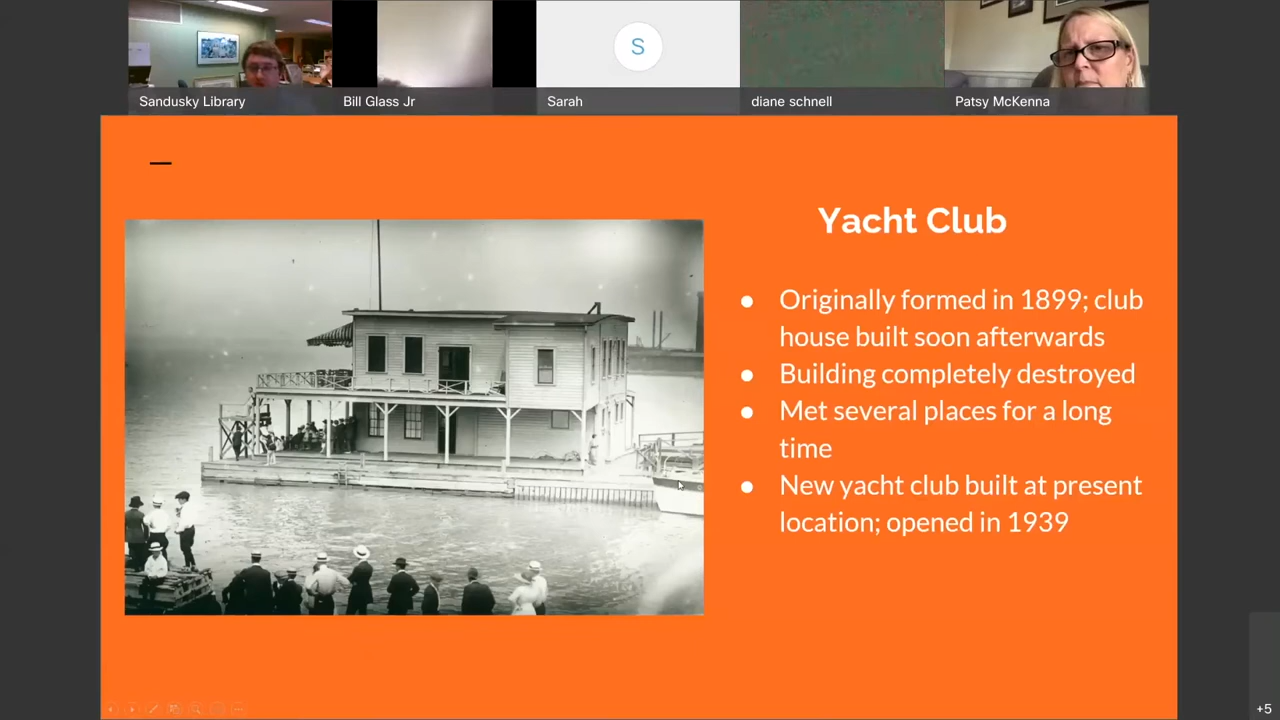 Sandusky Library
Bill Glass Jr
S
Sarah
diane schnell
Patsy McKenna
Yacht Club
● Originally formed in 1899; club
house built soon afterwards
● Building completely destroyed
● Met several places for a long
time
● New yacht club built at present
location; opened in 1939
+5